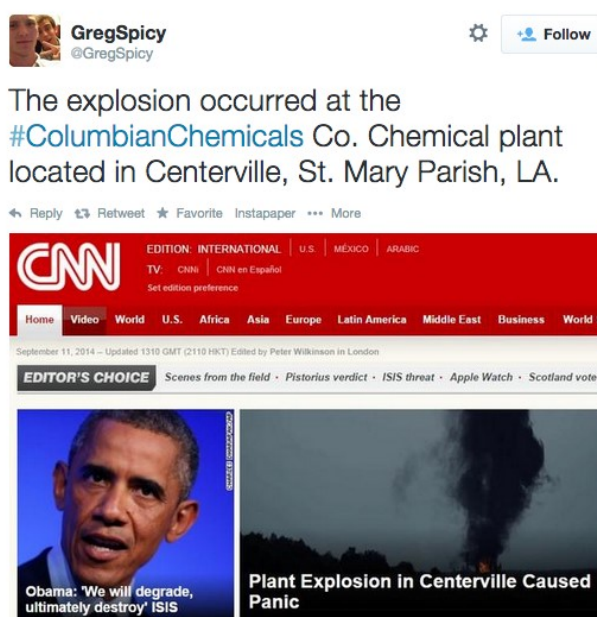 GregSpicy
@GregSpicy
Follow
The explosion occurred at the
#ColumbianChemicals Co. Chemical plant
located in Centerville, St. Mary Parish, LA.
Reply Retweet Favorite Instapaper ••• More
CNN
EDITION: INTERNATIONAL | U.S. | MÉXICO | ARABIC
TV: CNNi | CNN en Español
Set edition preference
Home Video World U.S. Africa Asia Europe Latin America Middle East Business World
September 11, 2014 -- Updated 1310 GMT (2110 HKT) Edited by Peter Wilkinson in London
EDITOR'S CHOICE Scenes from the field · Pistorius verdict · ISIS threat · Apple Watch · Scotland vote
Obama: 'We will degrade,
ultimately destroy' ISIS
Plant Explosion in Centerville Caused
Panic